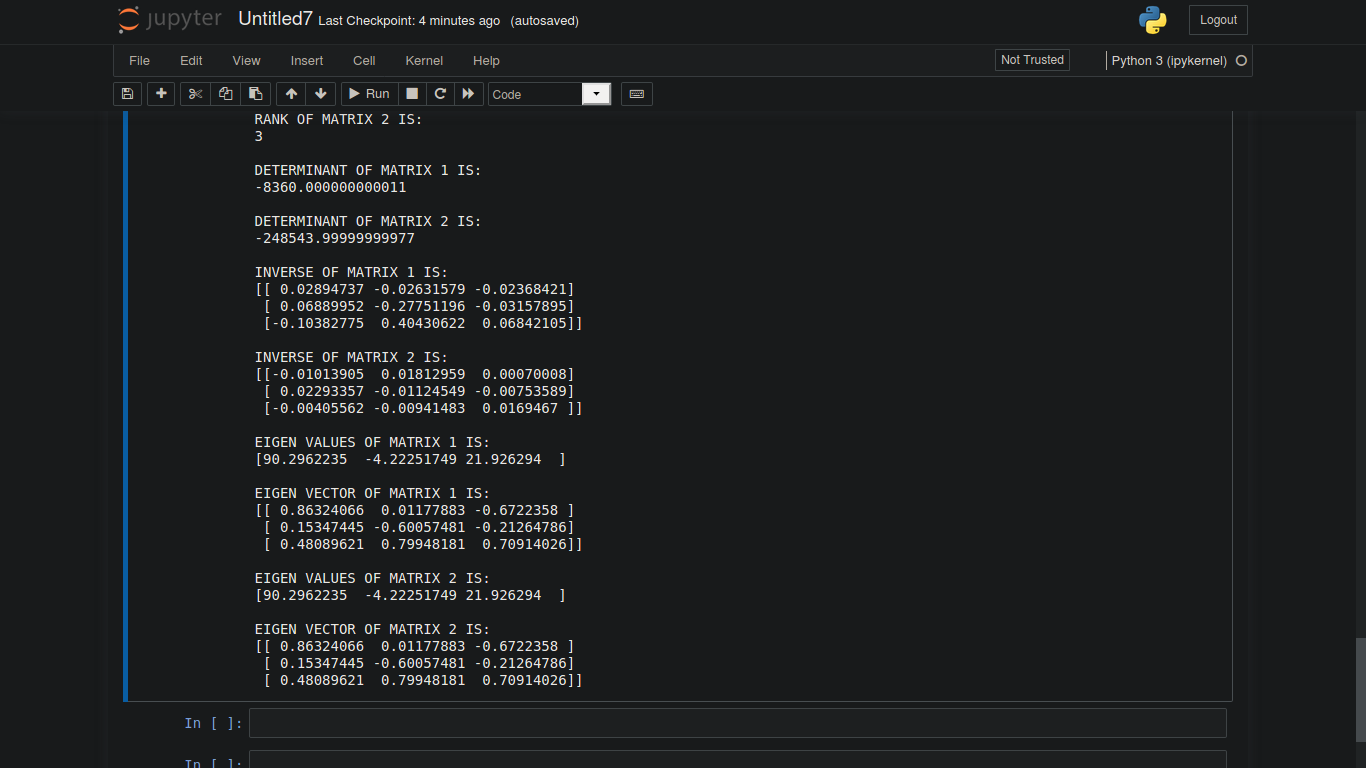 jupyter Untitled7 Last Checkpoint: 4 minutes ago (autosaved) Logout
File Edit View Insert Cell Kernel Help Not Trusted Python 3 (ipykernel)
Run Code
RANK OF MATRIX 2 IS:
3
DETERMINANT OF MATRIX 1 IS:
-8360.000000000011
DETERMINANT OF MATRIX 2 IS:
-248543.99999999977
INVERSE OF MATRIX 1 IS:
[[ 0.02894737 -0.02631579 -0.02368421]
[ 0.06889952 -0.27751196 -0.03157895]
[-0.10382775 0.40430622 0.06842105]]
INVERSE OF MATRIX 2 IS:
[[-0.01013905 0.01812959 0.00070008]
[ 0.02293357 -0.01124549 -0.00753589]
[-0.00405562 -0.00941483 0.0169467 ]]
EIGEN VALUES OF MATRIX 1 IS:
[90.2962235 -4.22251749 21.926294 ]
EIGEN VECTOR OF MATRIX 1 IS:
[[ 0.86324066 0.01177883 -0.6722358 ]
[ 0.15347445 -0.60057481 -0.21264786]
[ 0.48089621 0.79948181 0.70914026]]
EIGEN VALUES OF MATRIX 2 IS:
[90.2962235 -4.22251749 21.926294 ]
EIGEN VECTOR OF MATRIX 2 IS:
[[ 0.86324066 0.01177883 -0.6722358 ]
[ 0.15347445 -0.60057481 -0.21264786]
[ 0.48089621 0.79948181 0.70914026]]
In [ ]:
In [ ]: